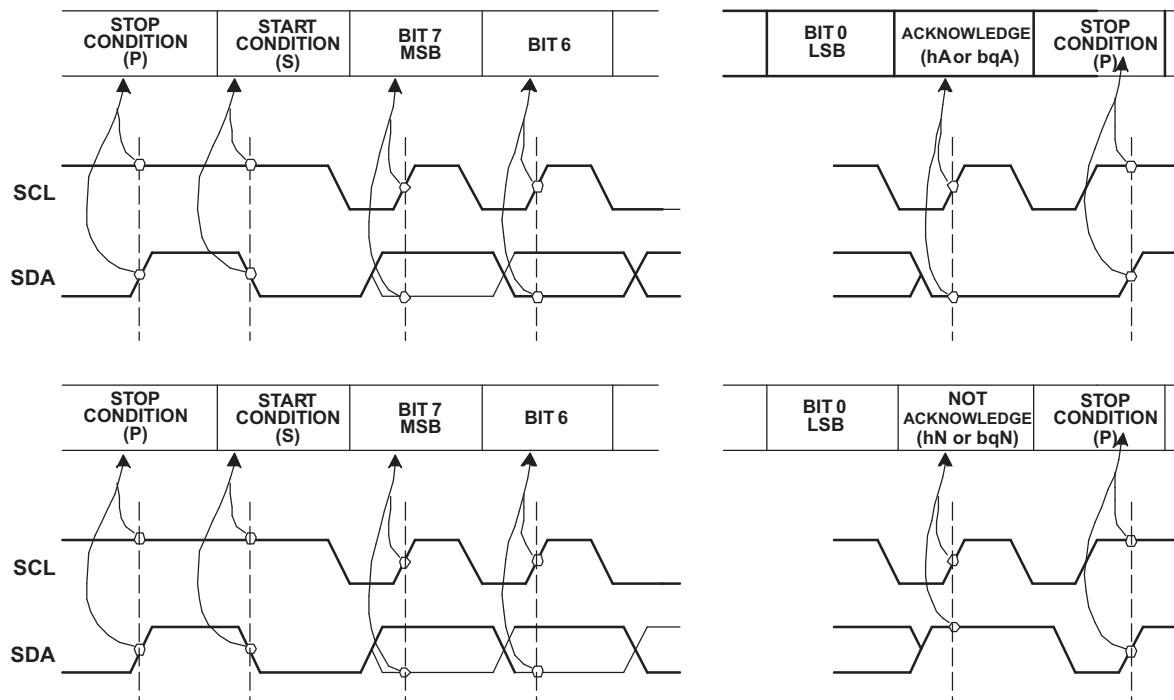 STOP
CONDITION
(P)
START
CONDITION
(S)
BIT 7
MSB
BIT 6
BIT 0
LSB
ACKNOWLEDGE
(hA or bqA)
STOP
CONDITION
(P)
SCL
SDA
STOP
CONDITION
(P)
START
CONDITION
(S)
BIT 7
MSB
BIT 6
BIT 0
LSB
NOT
ACKNOWLEDGE
(hN or bqN)
STOP
CONDITION
(P)
SCL
SDA